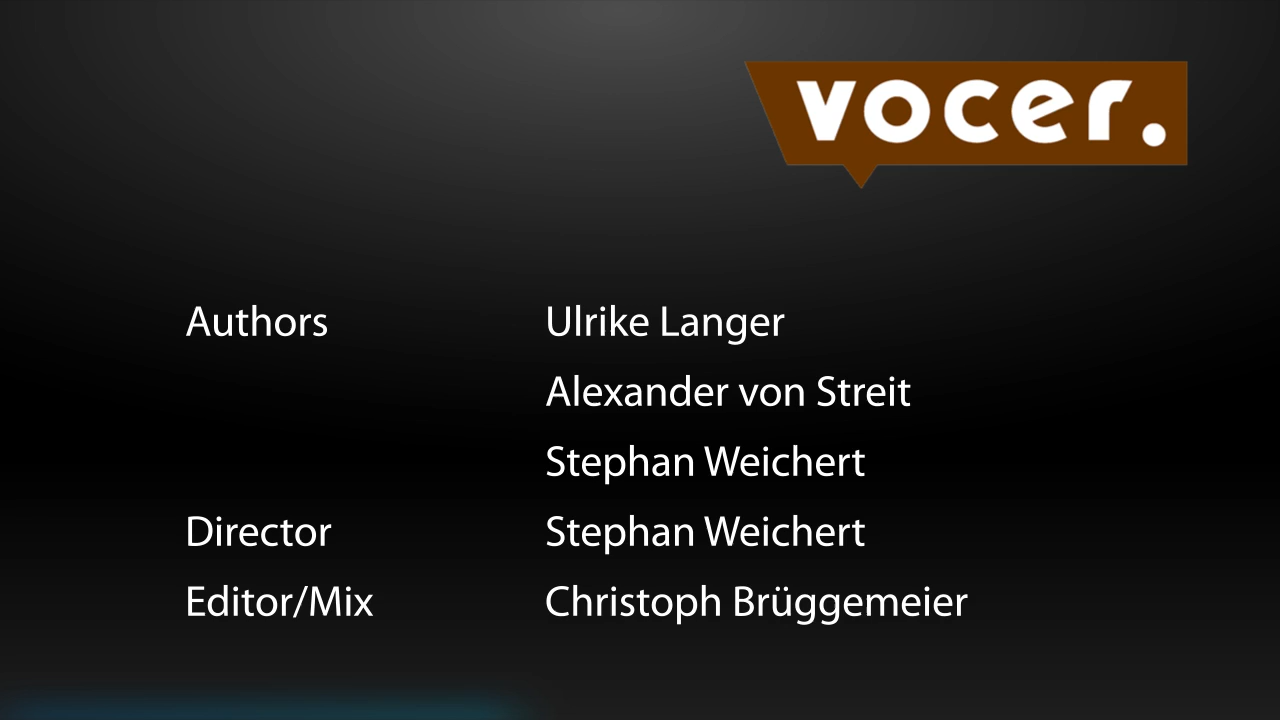 vocer.
Authors Ulrike Langer
Alexander von Streit
Stephan Weichert
Director Stephan Weichert
Editor/Mix Christoph Brüggemeier